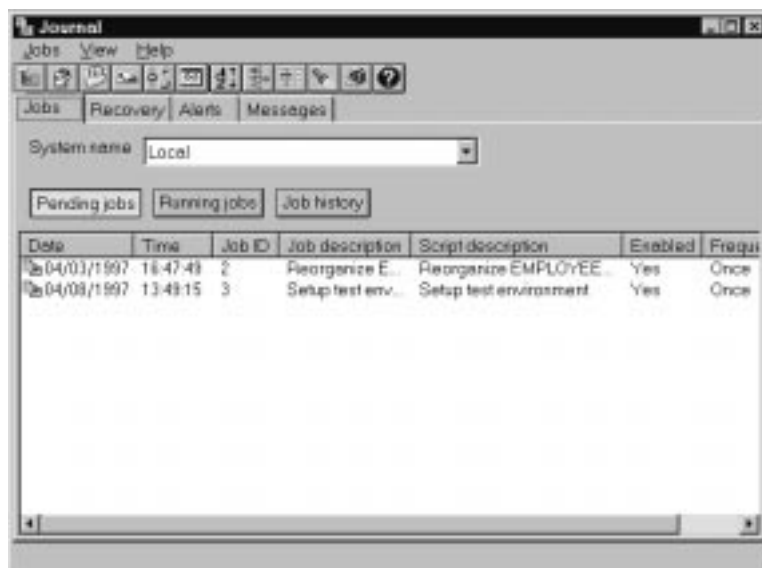 Journal
Jobs View Help
Jobs Recovery Alerts Messages
System name Local
Pending jobs Running jobs Job history
Date Time Job ID Job description Script description Enabled Freque
04/03/1997 16:47:49 2 Reorganize E... Reorganize EMPLOYEE... Yes Once
04/08/1997 13:49:15 3 Setup test env... Setup test environment Yes Once